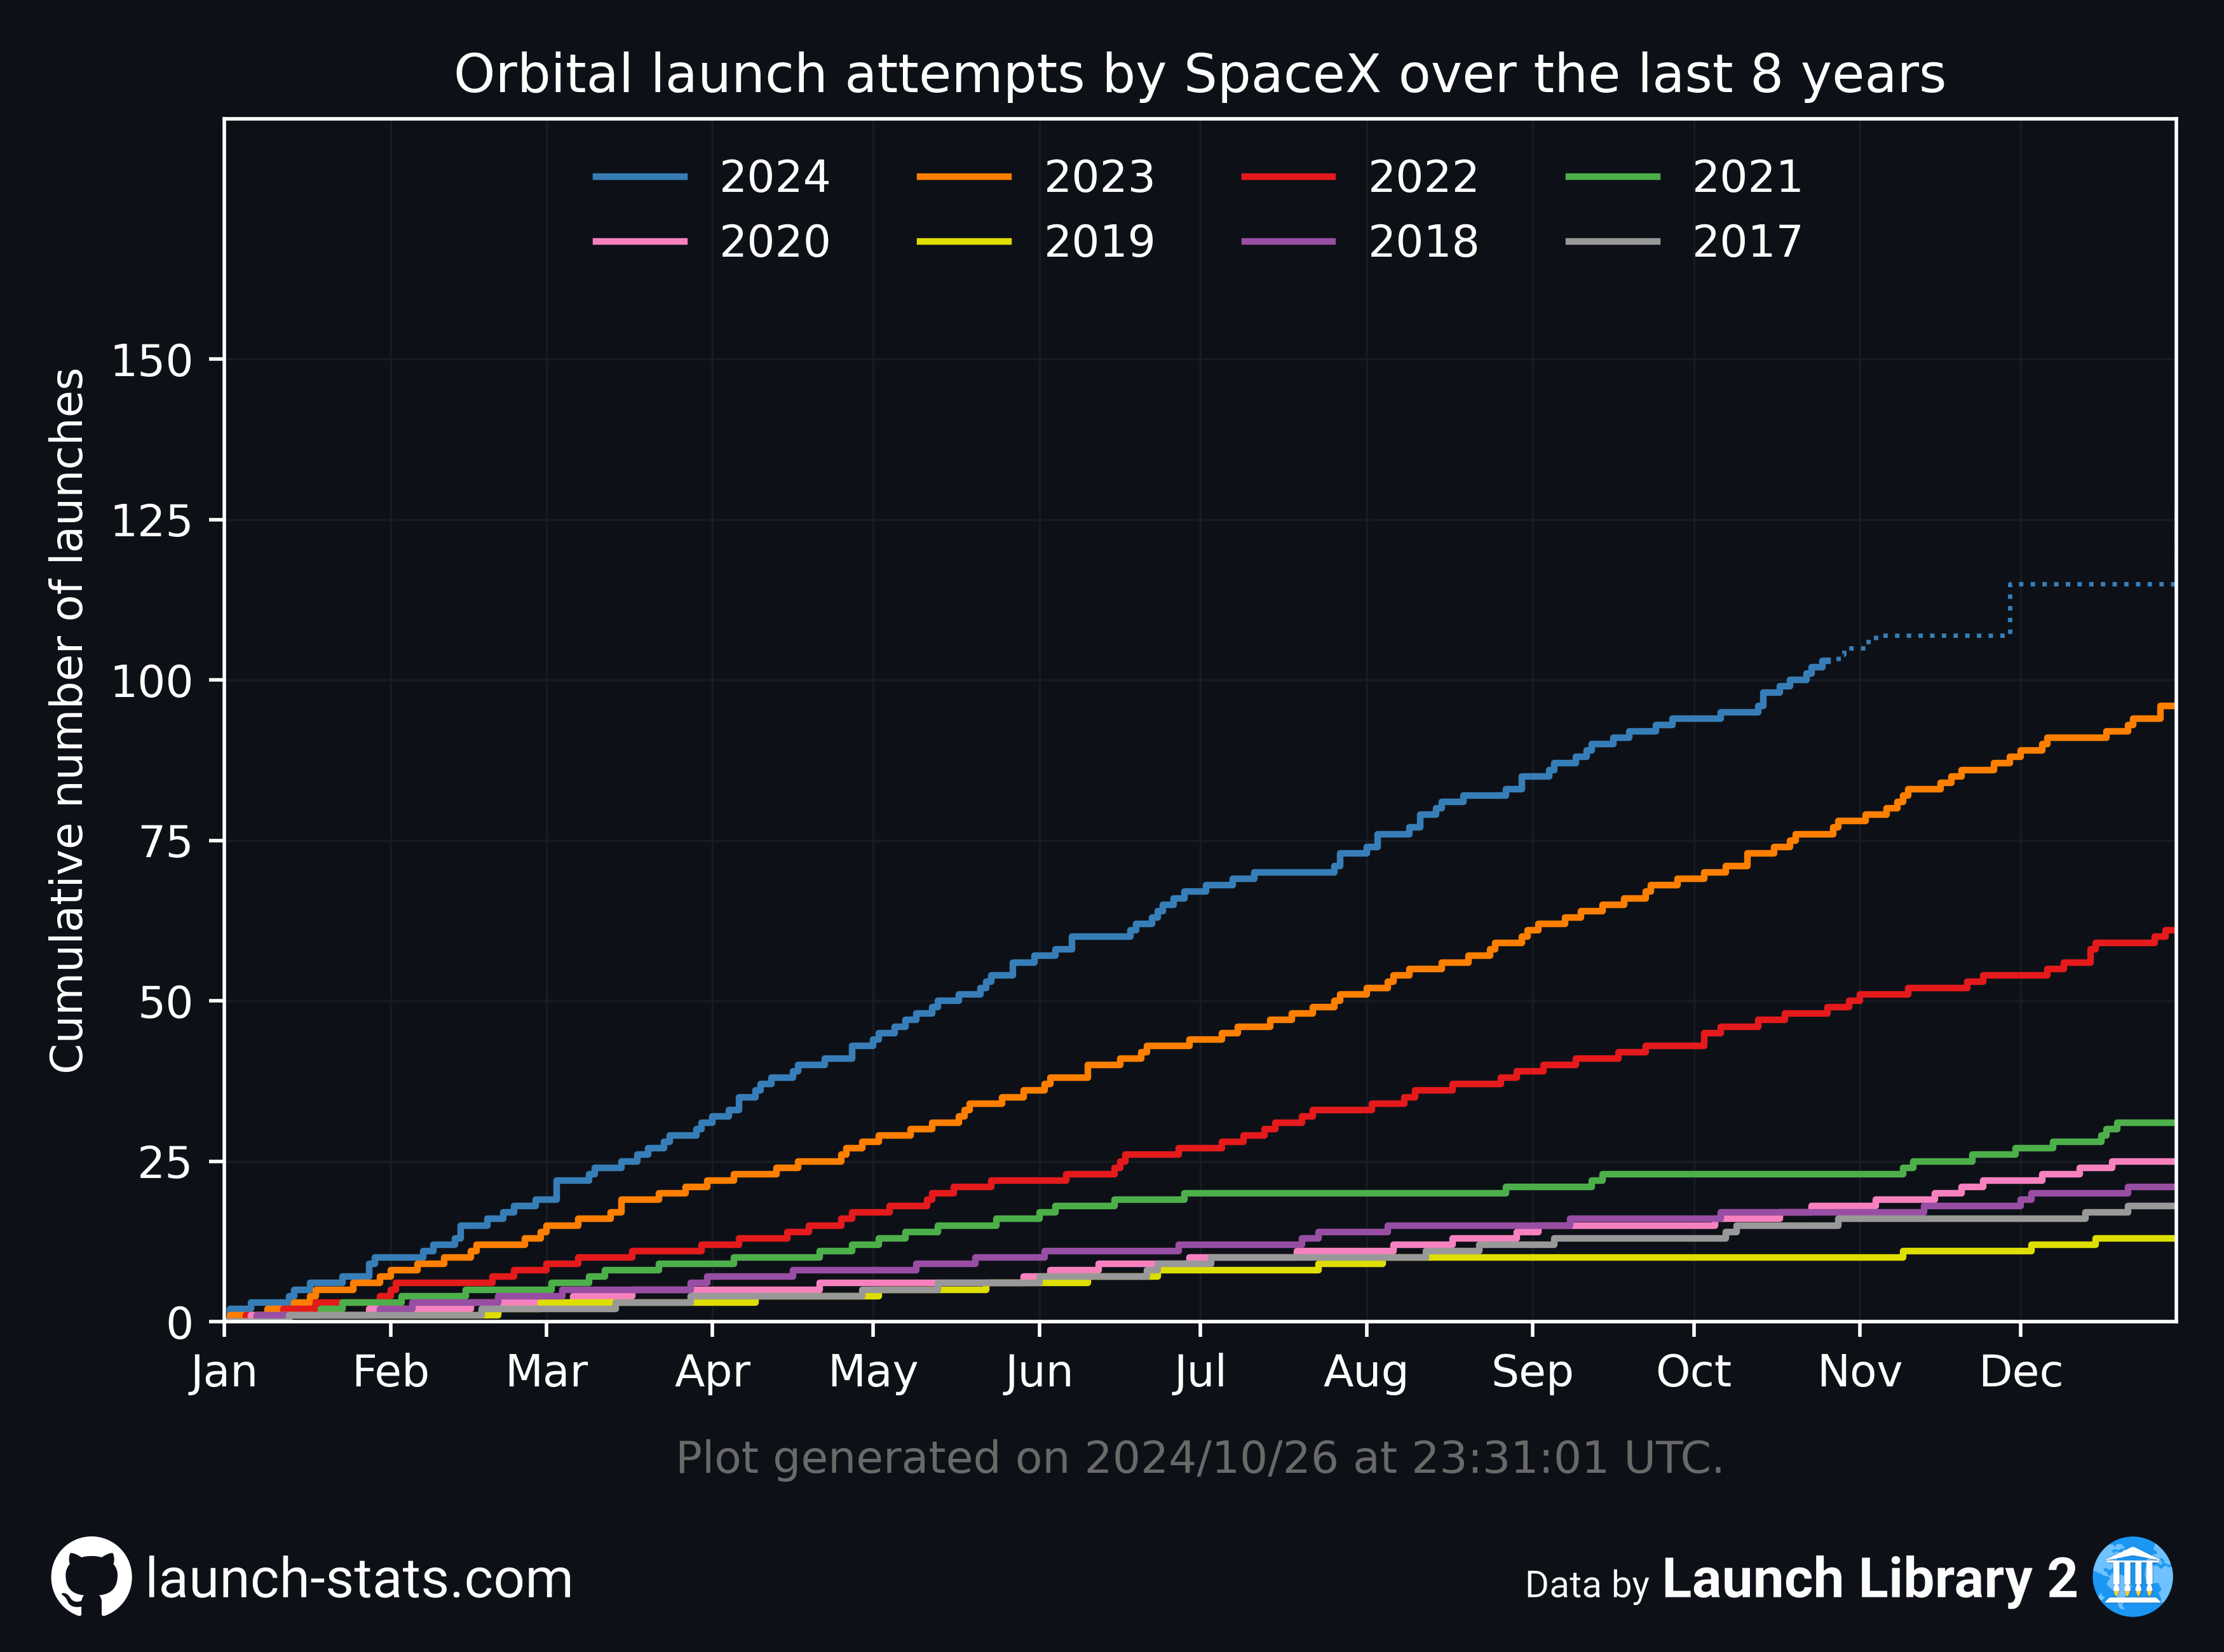 Orbital launch attempts by SpaceX over the last 8 years
2024 2023 2022 2021
2020 2019 2018 2017
Cumulative number of launches
150
125
100
75
50
25
0
Jan Feb Mar Apr May Jun Jul Aug Sep Oct Nov Dec
Plot generated on 2024/10/26 at 23:31:01 UTC.
launch-stats.com
Data by Launch Library 2